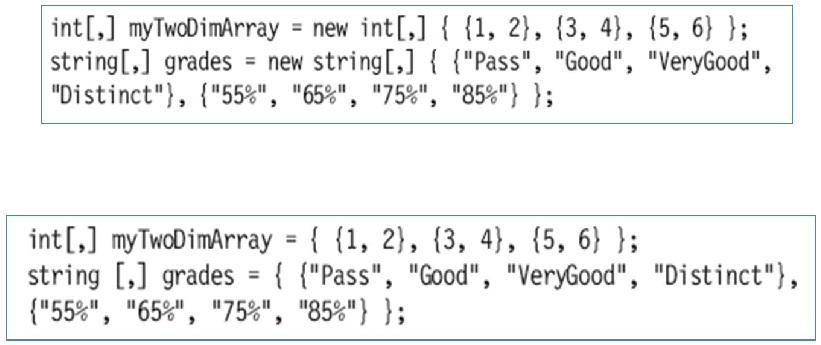 int[,] myTwoDimArray = new int[,] { {1, 2}, {3, 4}, {5, 6} };
string[,] grades = new string[,] { {"Pass", "Good", "VeryGood",
"Distinct"}, {"55%", "65%", "75%", "85%"} };
int[,] myTwoDimArray = { {1, 2}, {3, 4}, {5, 6} };
string [,] grades = { {"Pass", "Good", "VeryGood", "Distinct"},
{"55%", "65%", "75%", "85%"} };